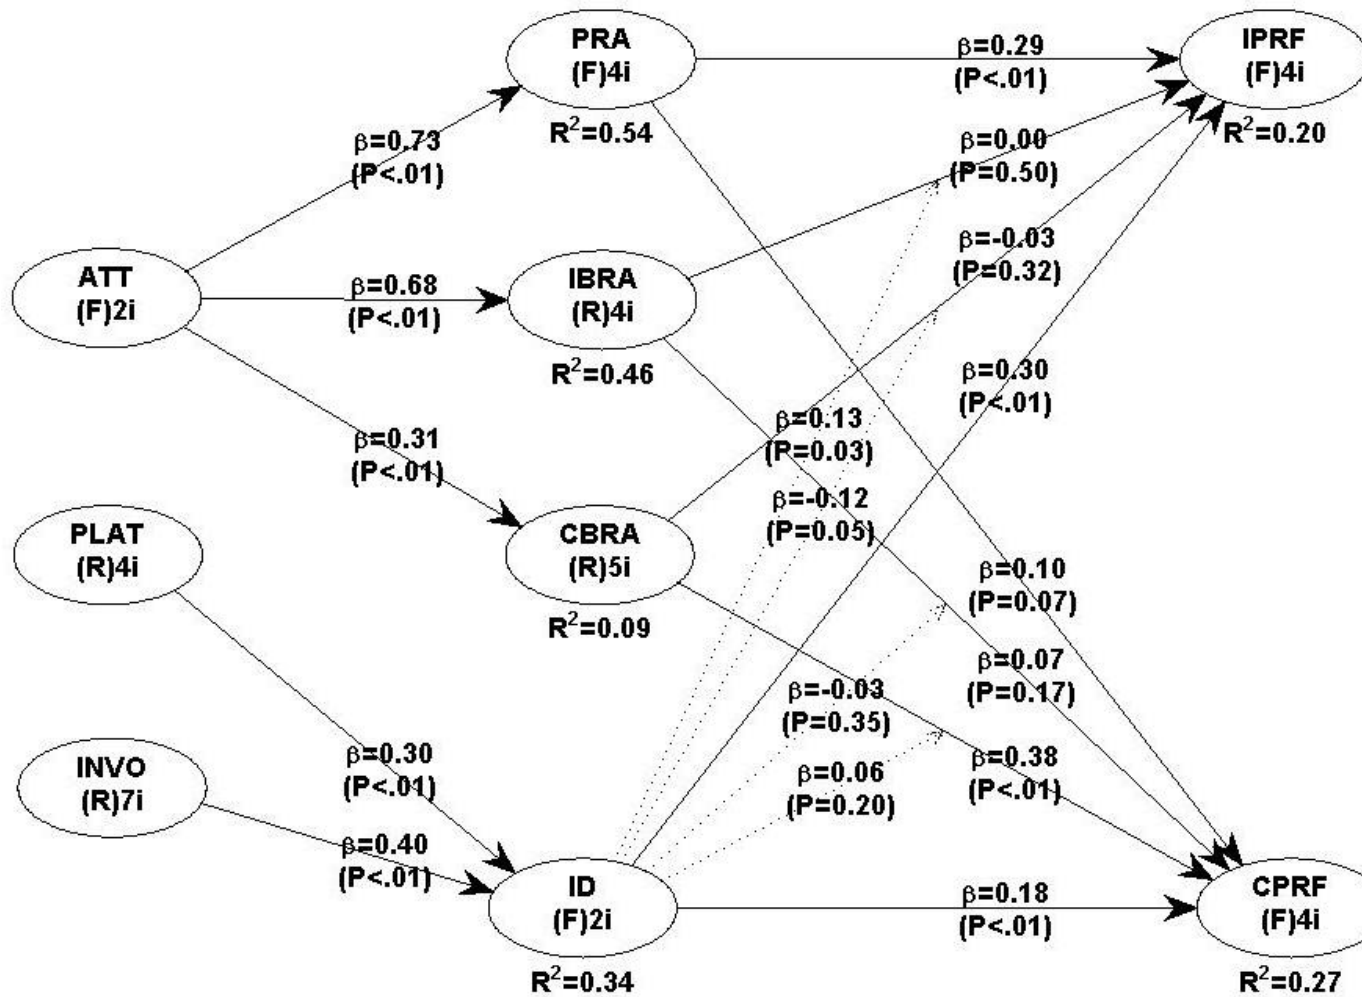 PRA
(F)4i
R²=0.54
β=0.29
(P<.01)
IPRF
(F)4i
R²=0.20
β=0.73
(P<.01)
β=0.00
(P=0.50)
ATT
(F)2i
β=0.68
(P<.01)
IBRA
(R)4i
R²=0.46
β=-0.03
(P=0.32)
β=0.30
(P<.01)
β=0.31
(P<.01)
β=0.13
(P=0.03)
β=-0.12
(P=0.05)
PLAT
(R)4i
CBRA
(R)5i
R²=0.09
β=0.10
(P=0.07)
β=0.07
(P=0.17)
β=-0.03
(P=0.35)
INVO
(R)7i
β=0.30
(P<.01)
β=0.06
(P=0.20)
β=0.38
(P<.01)
β=0.40
(P<.01)
ID
(F)2i
R²=0.34
β=0.18
(P<.01)
CPRF
(F)4i
R²=0.27